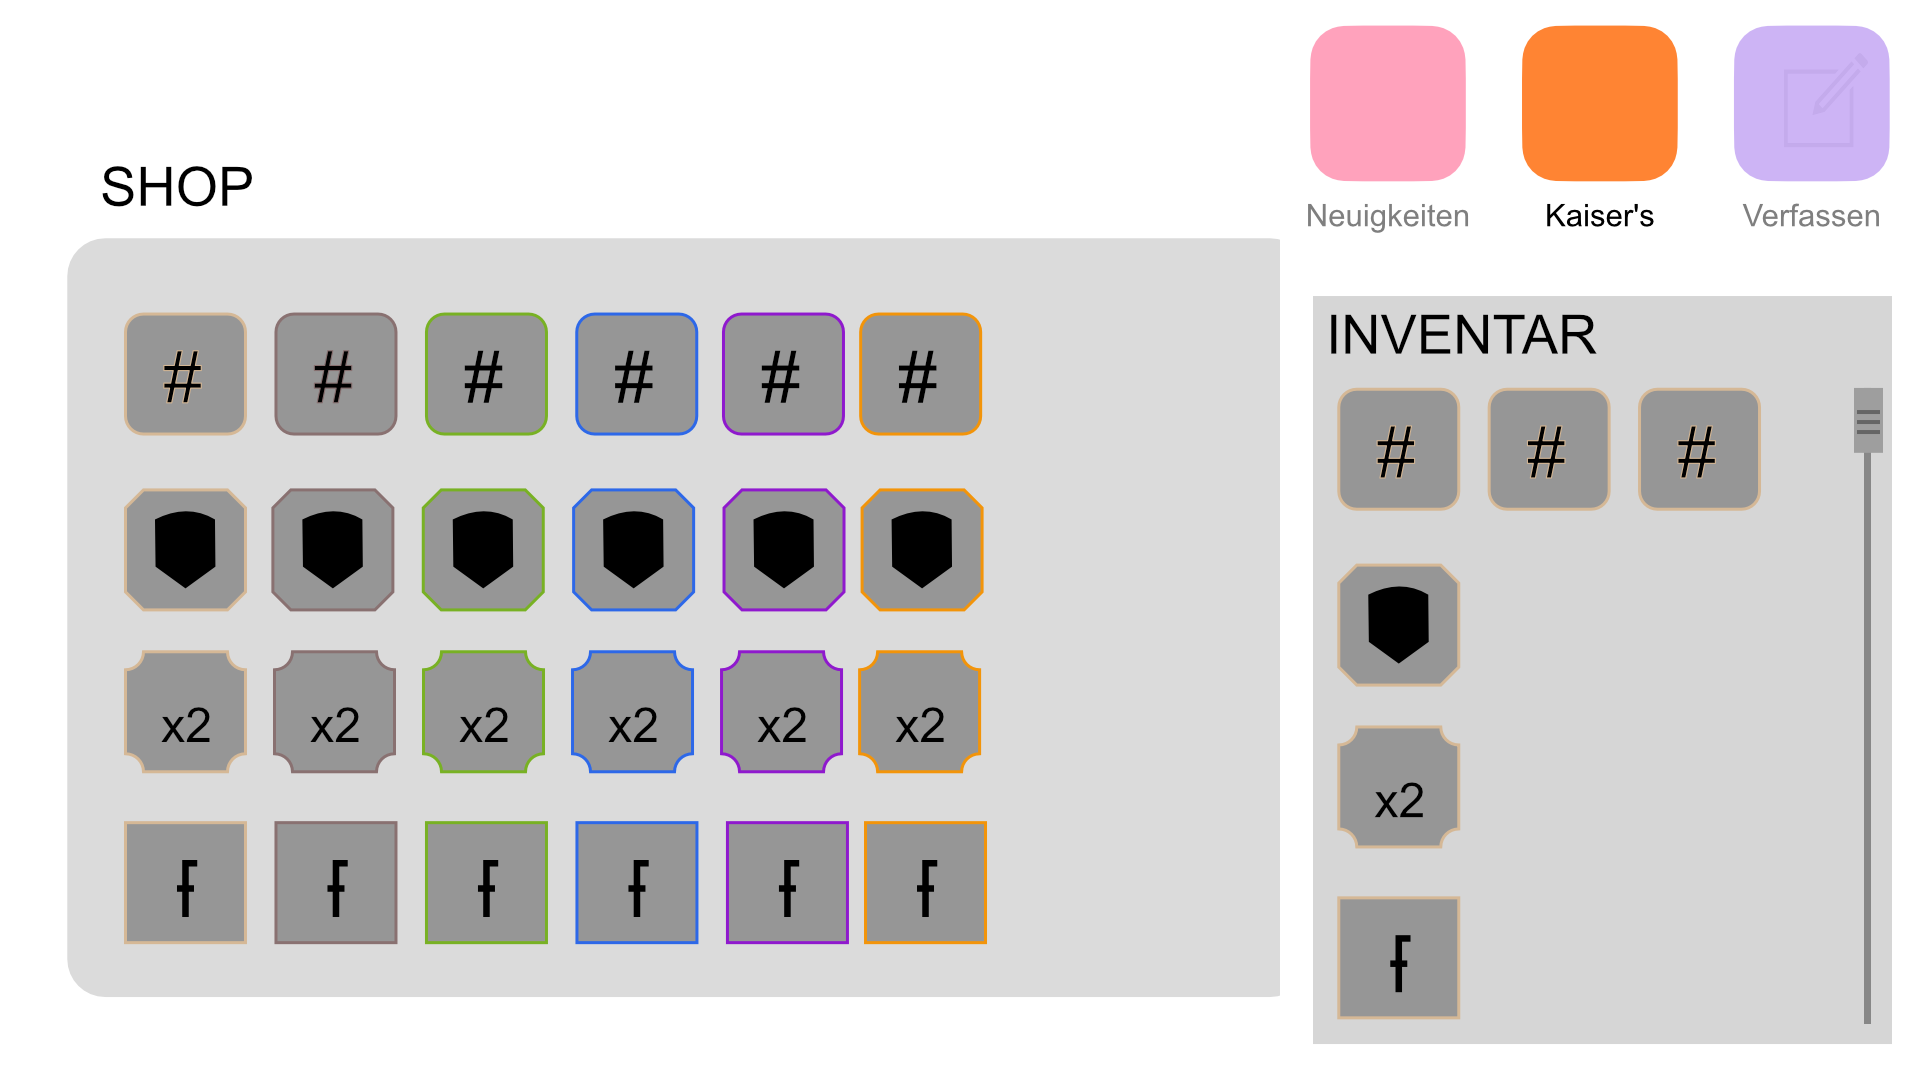 Neuigkeiten
Kaiser's
Verfassen
SHOP
# # # # # #
x2 x2 x2 x2 x2 x2
f f f f f f
INVENTAR
# # #
x2
f